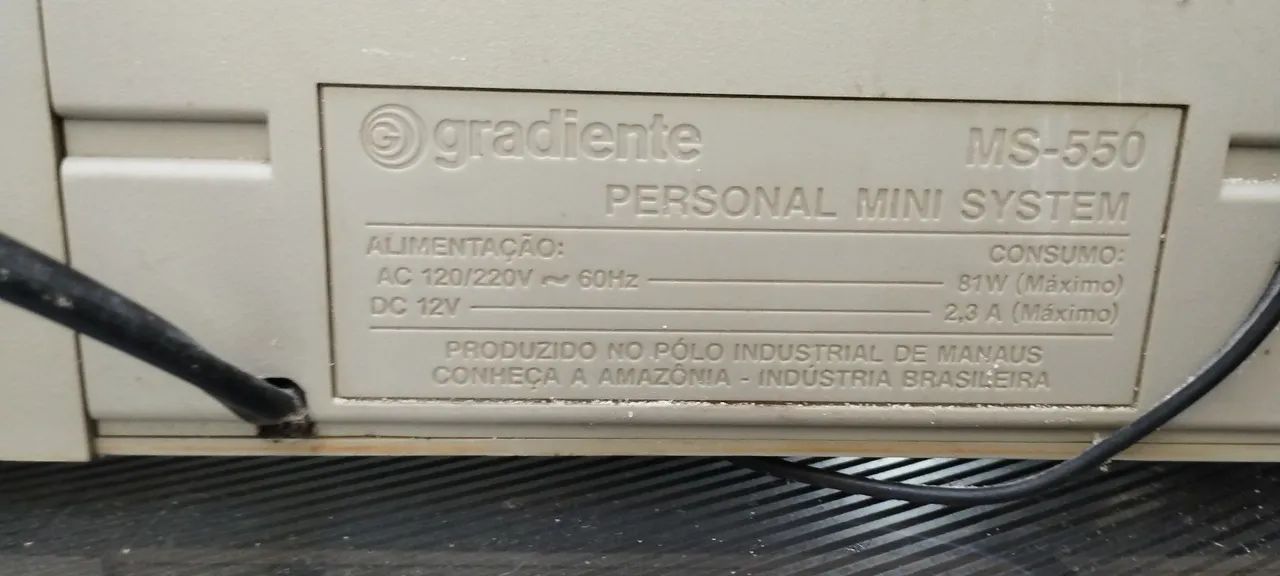 G gradiente MS-550
PERSONAL MINI SYSTEM
ALIMENTAÇÃO: CONSUMO:
AC 120/220V ~ 60Hz 81W (Máximo)
DC 12V 2,3 A (Máximo)
PRODUZIDO NO PÓLO INDUSTRIAL DE MANAUS
CONHEÇA A AMAZÔNIA - INDÚSTRIA BRASILEIRA